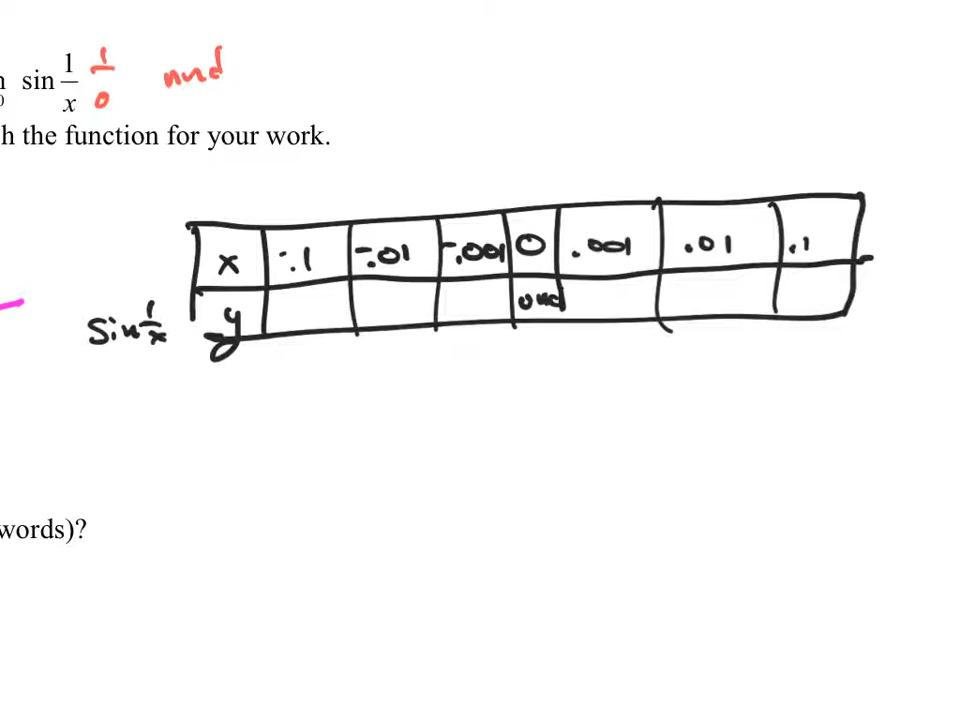 n sin 1/x 1/0 und
0
h the function for your work.
x -.1 -.01 -.001 0 .001 .01 .1
sin 1/x y und
words)?